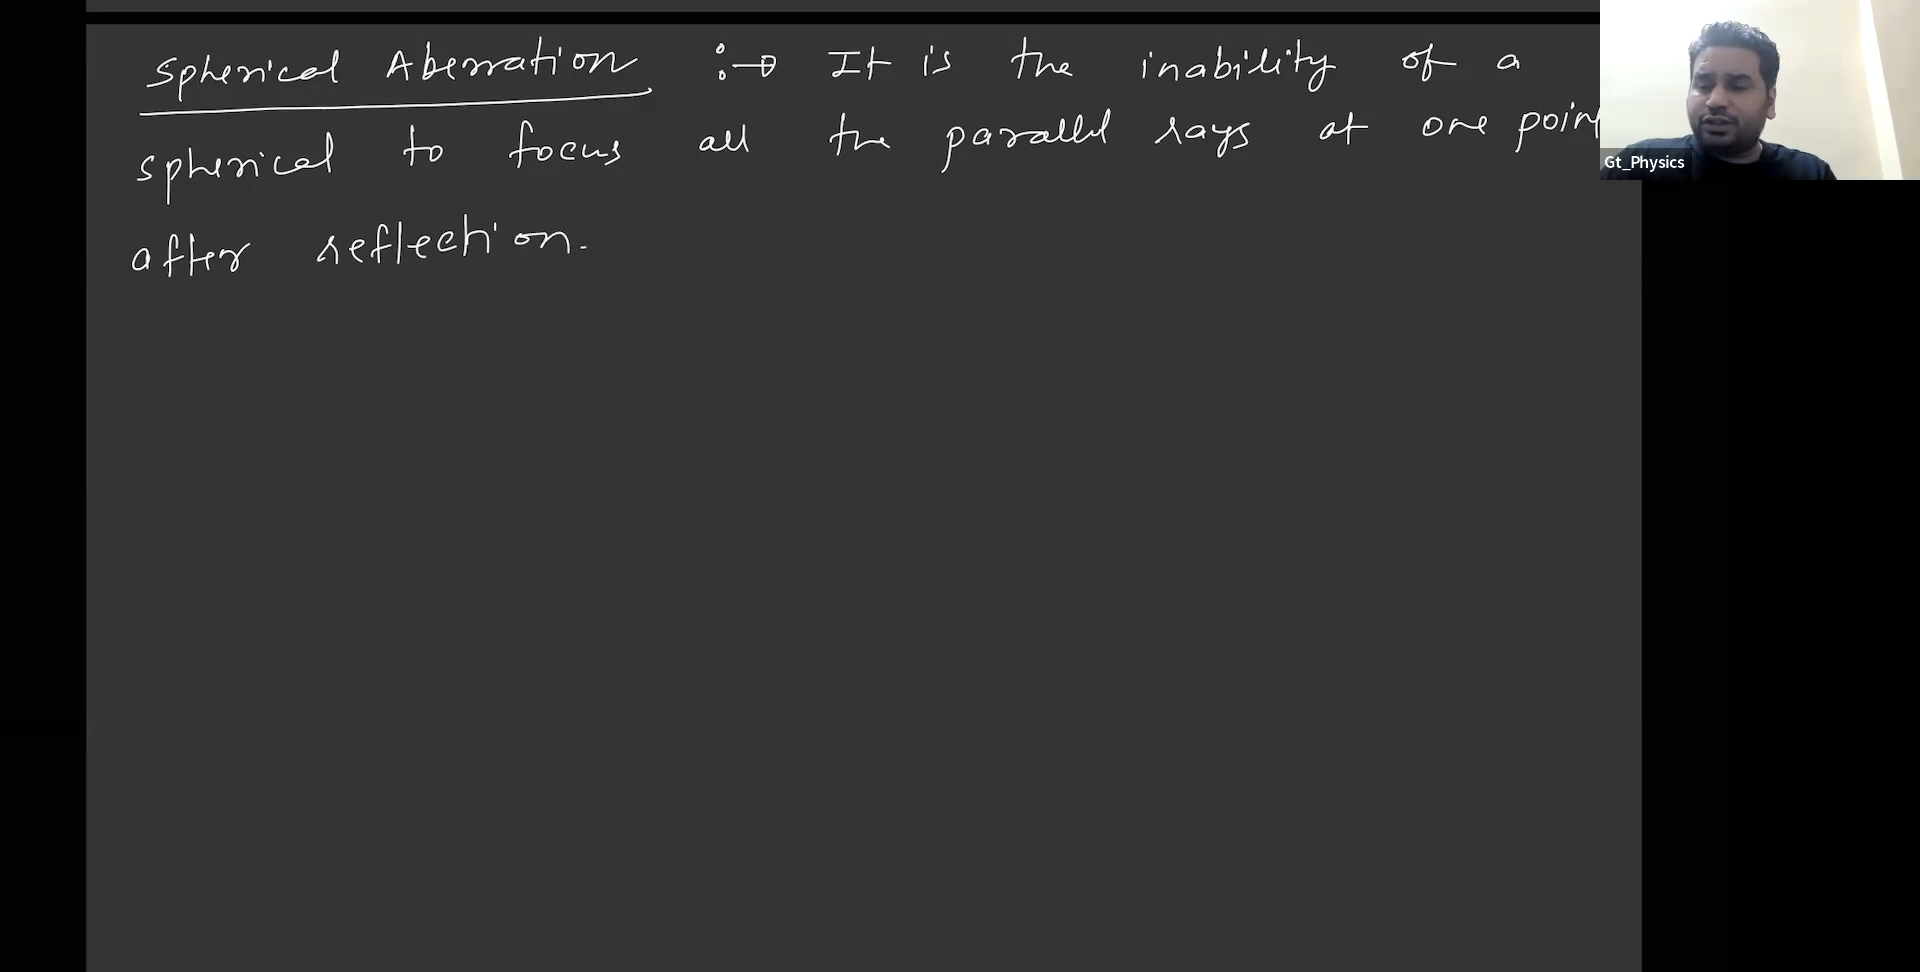 Spherical Aberration :→ It is the inability of a
spherical to focus all the parallel rays at one point
after reflection.
Gt_Physics